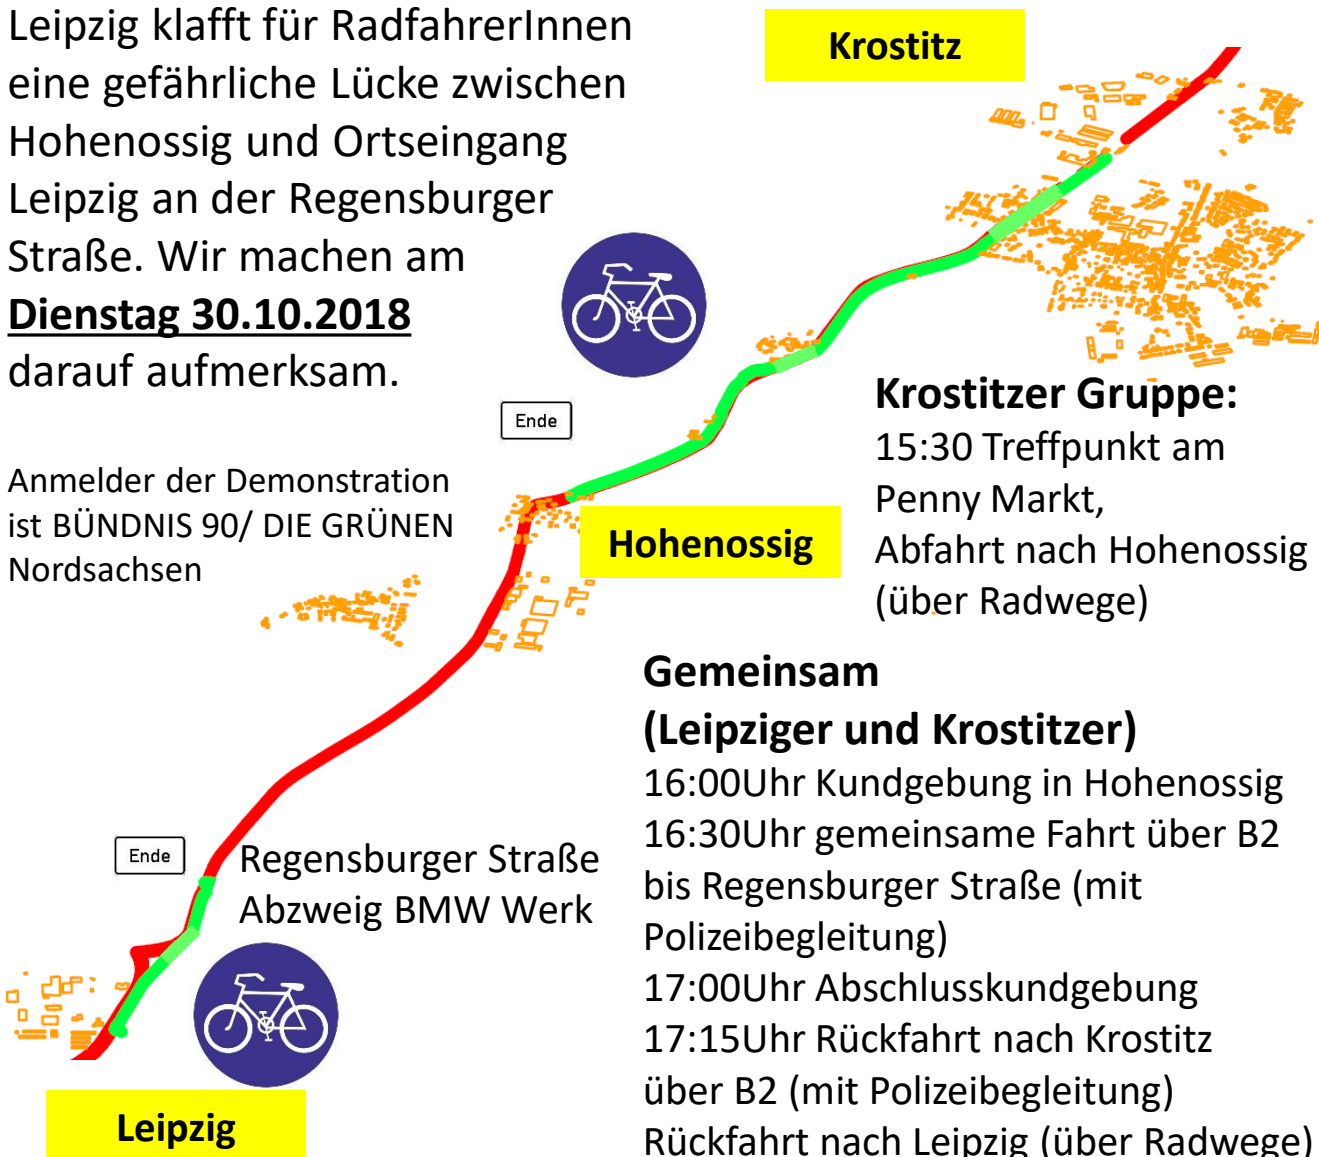 Leipzig klafft für RadfahrerInnen
eine gefährliche Lücke zwischen
Hohenossig und Ortseingang
Leipzig an der Regensburger
Straße. Wir machen am
Dienstag 30.10.2018
darauf aufmerksam.
Anmelder der Demonstration
ist BÜNDNIS 90/ DIE GRÜNEN
Nordsachsen
Krostitz
Ende
Hohenossig
Krostitzer Gruppe:
15:30 Treffpunkt am
Penny Markt,
Abfahrt nach Hohenossig
(über Radwege)
Gemeinsam
(Leipziger und Krostitzer)
16:00Uhr Kundgebung in Hohenossig
16:30Uhr gemeinsame Fahrt über B2
bis Regensburger Straße (mit
Polizeibegleitung)
17:00Uhr Abschlusskundgebung
17:15Uhr Rückfahrt nach Krostitz
über B2 (mit Polizeibegleitung)
Rückfahrt nach Leipzig (über Radwege)
Ende
Regensburger Straße
Abzweig BMW Werk
Leipzig